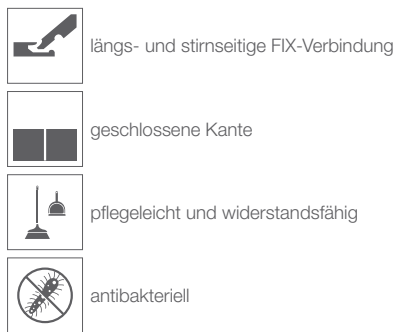 längs- und stirnseitige FIX-Verbindung
geschlossene Kante
pflegeleicht und widerstandsfähig
antibakteriell